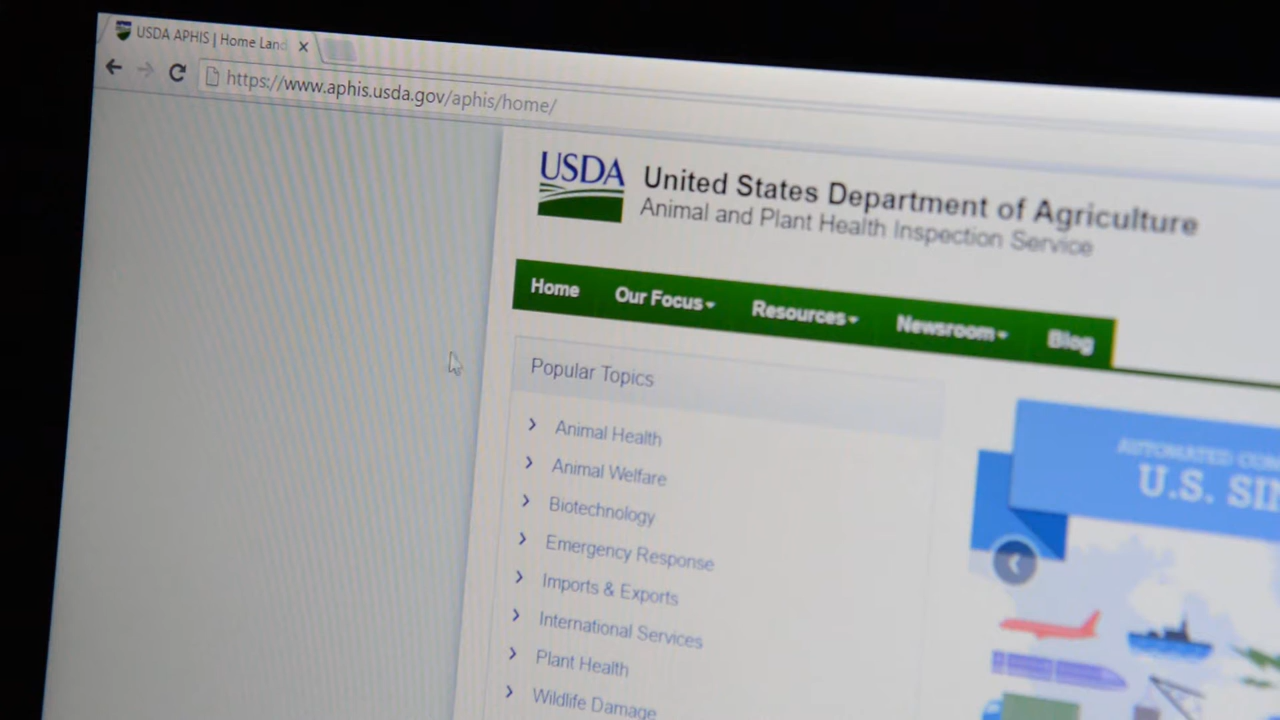 USDA APHIS | Home Land
https://www.aphis.usda.gov/aphis/home/
USDA
United States Department of Agriculture
Animal and Plant Health Inspection Service
Home Our Focus Resources Newsroom Blog
Popular Topics
Animal Health
Animal Welfare
Biotechnology
Emergency Response
Imports & Exports
International Services
Plant Health
Wildlife Damage
AUTOMATED
U.S.